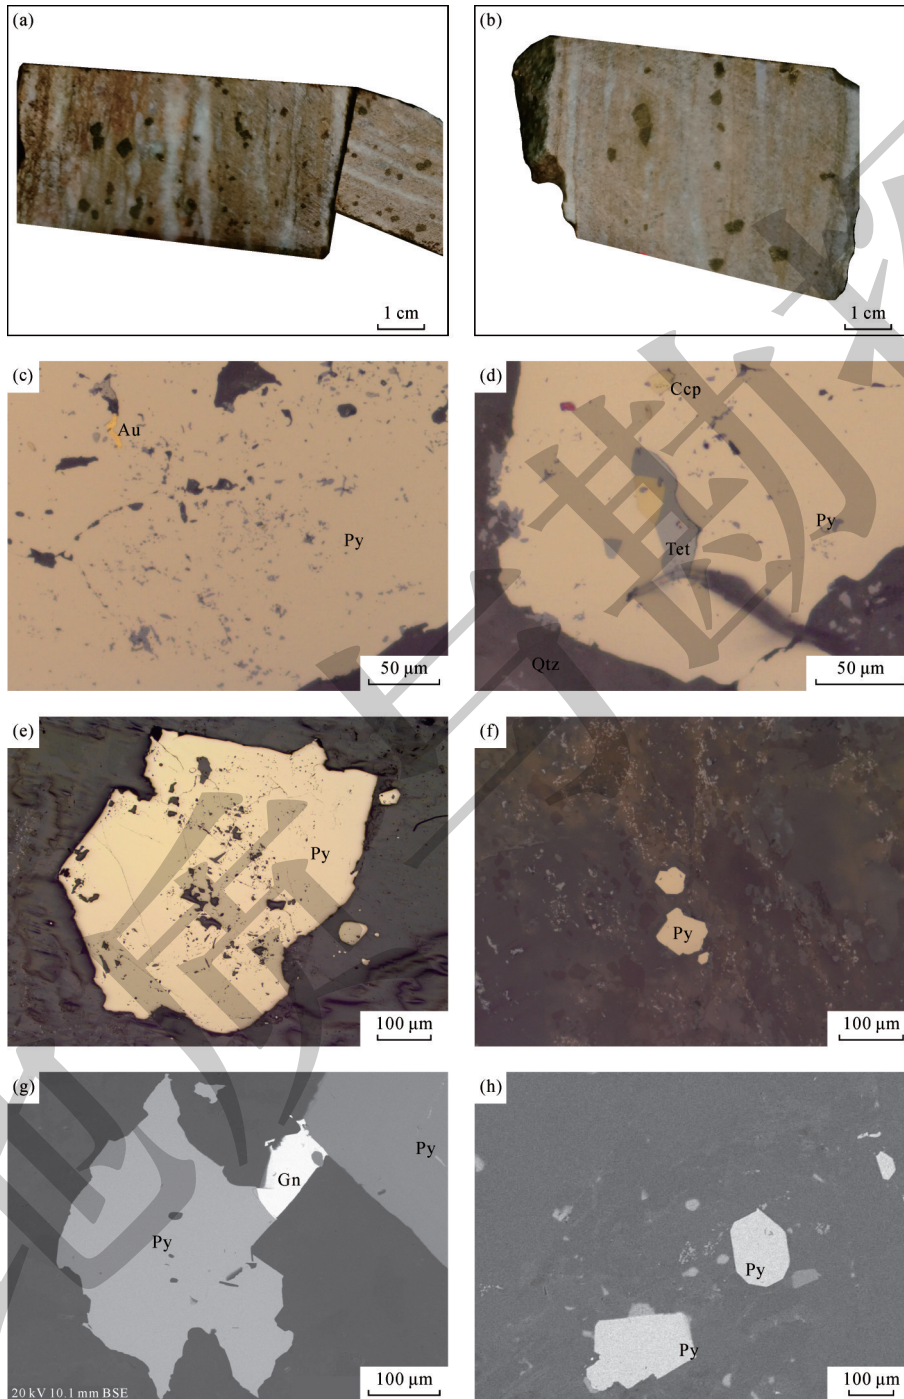 (a)
1 cm
(b)
1 cm
(c)
Au
Py
50 μm
(d)
Ccp
Py
Tet
Qtz
50 μm
(e)
Py
100 μm
(f)
Py
100 μm
(g)
Py
Gn
Py
20 kV 10.1 mm BSE
100 μm
(h)
Py
Py
100 μm